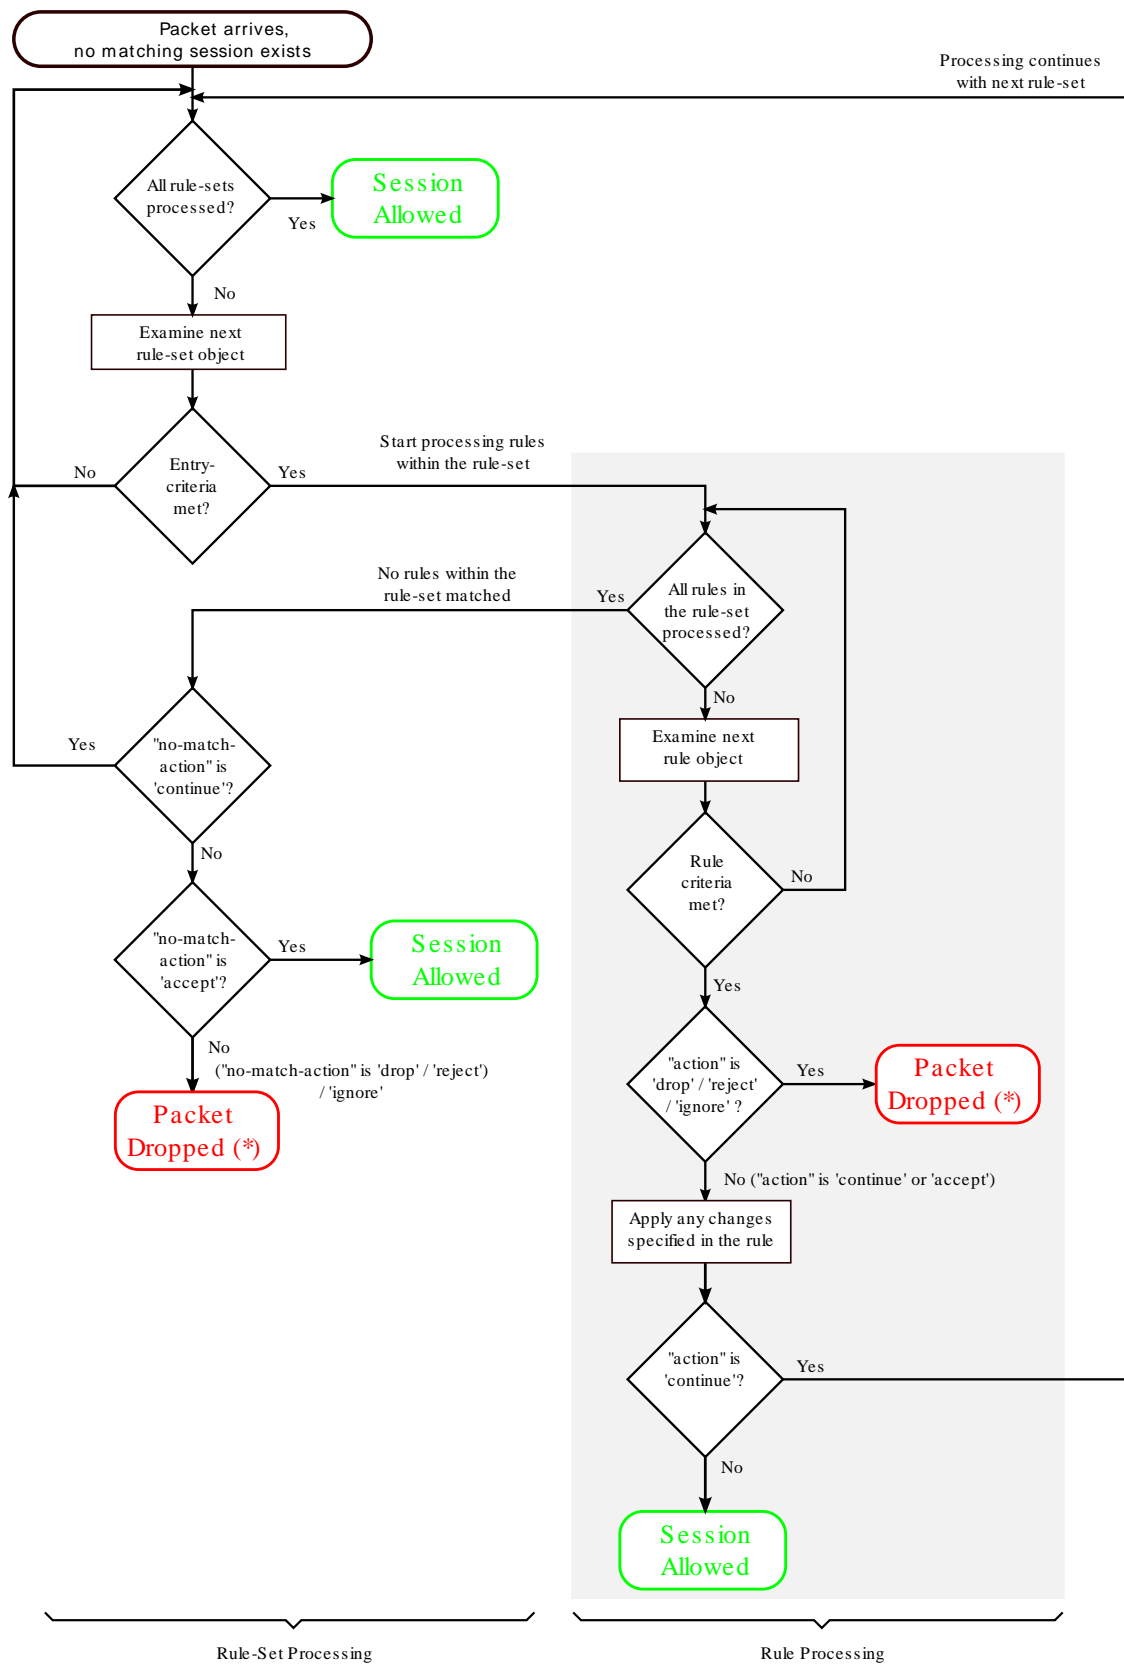 Packet arrives,
no matching session exists
Processing continues
with next rule-set
All rule-sets
processed?
Yes
Session
Allowed
No
Examine next
rule-set object
Entry-
criteria
met?
No
Yes
Start processing rules
within the rule-set
No rules within the
rule-set matched
Yes
All rules in
the rule-set
processed?
No
Examine next
rule object
Rule
criteria
met?
No
Yes
"no-match-
action" is
'continue'?
Yes
No
"no-match-
action" is
'accept'?
Yes
Session
Allowed
No
("no-match-action" is 'drop' / 'reject')
/ 'ignore'
Packet
Dropped (*)
"action" is
'drop' / 'reject'
/ 'ignore' ?
Yes
Packet
Dropped (*)
No ("action" is 'continue' or 'accept')
Apply any changes
specified in the rule
"action" is
'continue'?
Yes
No
Session
Allowed
Rule-Set Processing
Rule Processing